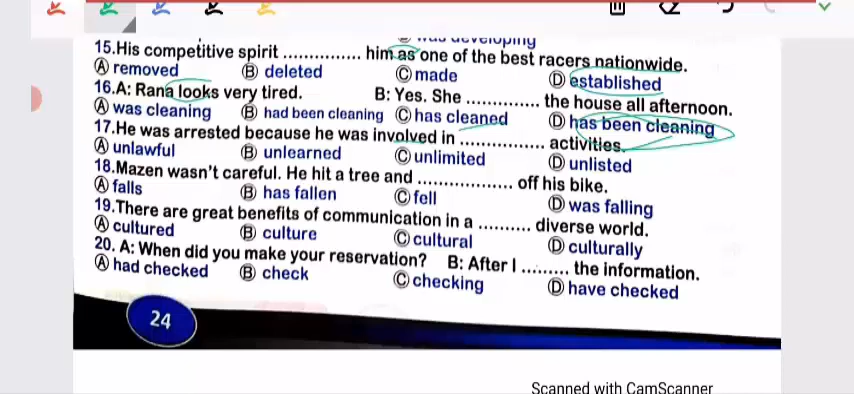 was developing
15.His competitive spirit ............... him as one of the best racers nationwide.
Ⓐ removed Ⓑ deleted Ⓒ made Ⓓ established
16.A: Rana looks very tired. B: Yes. She .............. the house all afternoon.
Ⓐ was cleaning Ⓑ had been cleaning Ⓒ has cleaned Ⓓ has been cleaning
17.He was arrested because he was involved in ................ activities.
Ⓐ unlawful Ⓑ unlearned Ⓒ unlimited Ⓓ unlisted
18.Mazen wasn't careful. He hit a tree and .................. off his bike.
Ⓐ falls Ⓑ has fallen Ⓒ fell Ⓓ was falling
19.There are great benefits of communication in a .......... diverse world.
Ⓐ cultured Ⓑ culture Ⓒ cultural Ⓓ culturally
20. A: When did you make your reservation? B: After I ......... the information.
Ⓐ had checked Ⓑ check Ⓒ checking Ⓓ have checked
24
Scanned with CamScanner